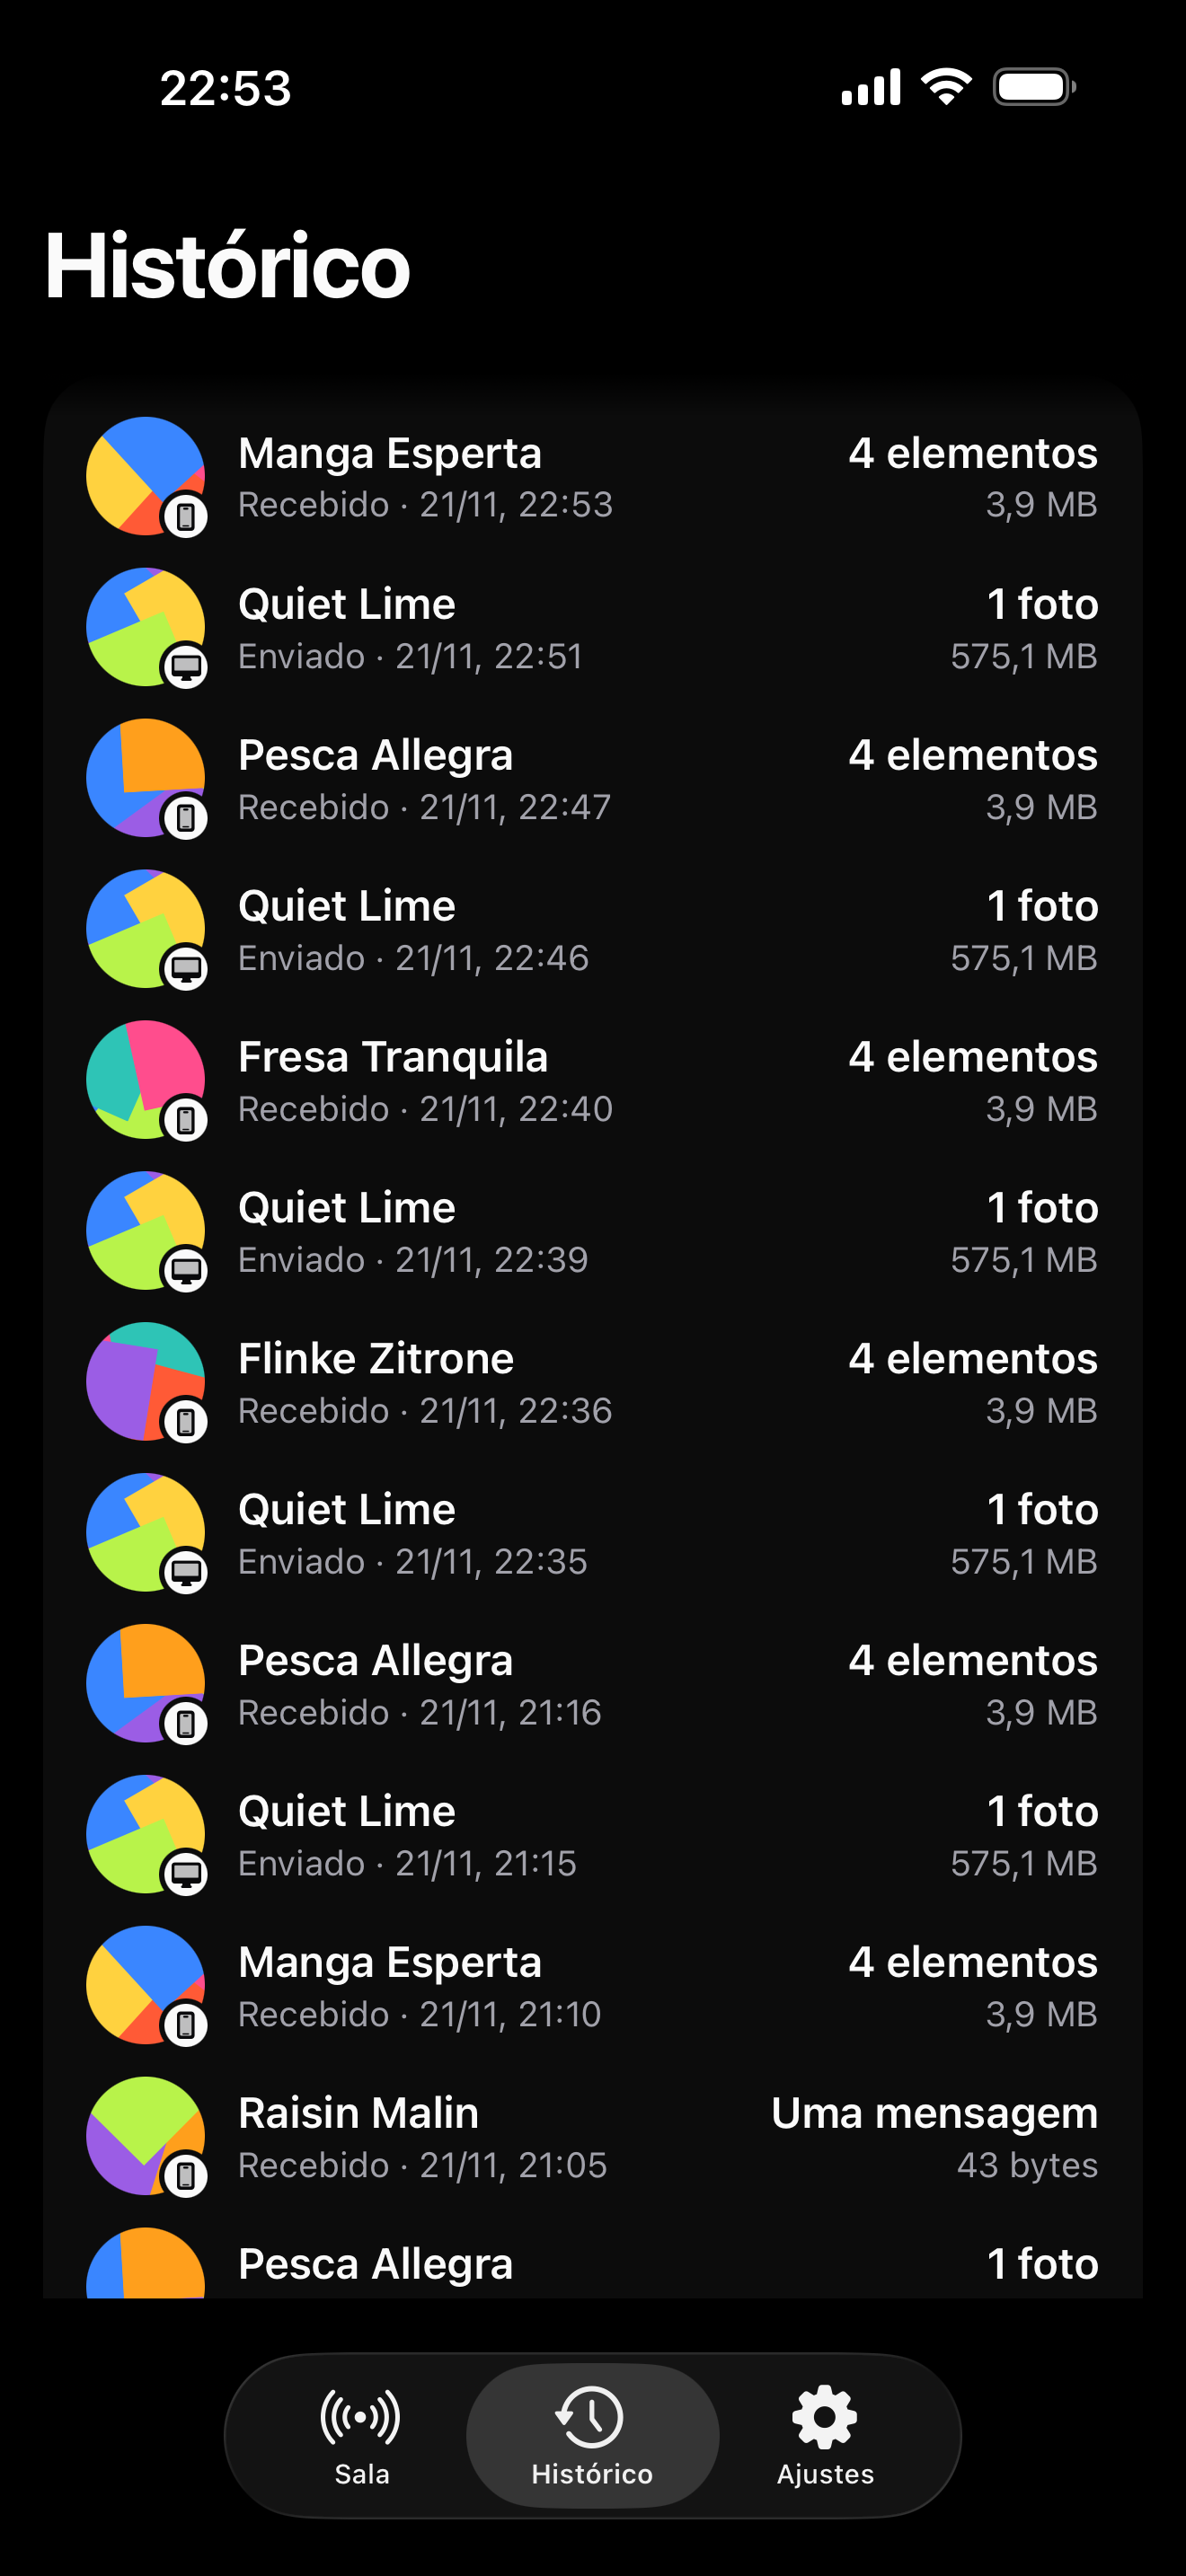 22:53
Histórico
Manga Esperta 4 elementos
Recebido · 21/11, 22:53 3,9 MB
Quiet Lime 1 foto
Enviado · 21/11, 22:51 575,1 MB
Pesca Allegra 4 elementos
Recebido · 21/11, 22:47 3,9 MB
Quiet Lime 1 foto
Enviado · 21/11, 22:46 575,1 MB
Fresa Tranquila 4 elementos
Recebido · 21/11, 22:40 3,9 MB
Quiet Lime 1 foto
Enviado · 21/11, 22:39 575,1 MB
Flinke Zitrone 4 elementos
Recebido · 21/11, 22:36 3,9 MB
Quiet Lime 1 foto
Enviado · 21/11, 22:35 575,1 MB
Pesca Allegra 4 elementos
Recebido · 21/11, 21:16 3,9 MB
Quiet Lime 1 foto
Enviado · 21/11, 21:15 575,1 MB
Manga Esperta 4 elementos
Recebido · 21/11, 21:10 3,9 MB
Raisin Malin Uma mensagem
Recebido · 21/11, 21:05 43 bytes
Pesca Allegra 1 foto
Sala Histórico Ajustes